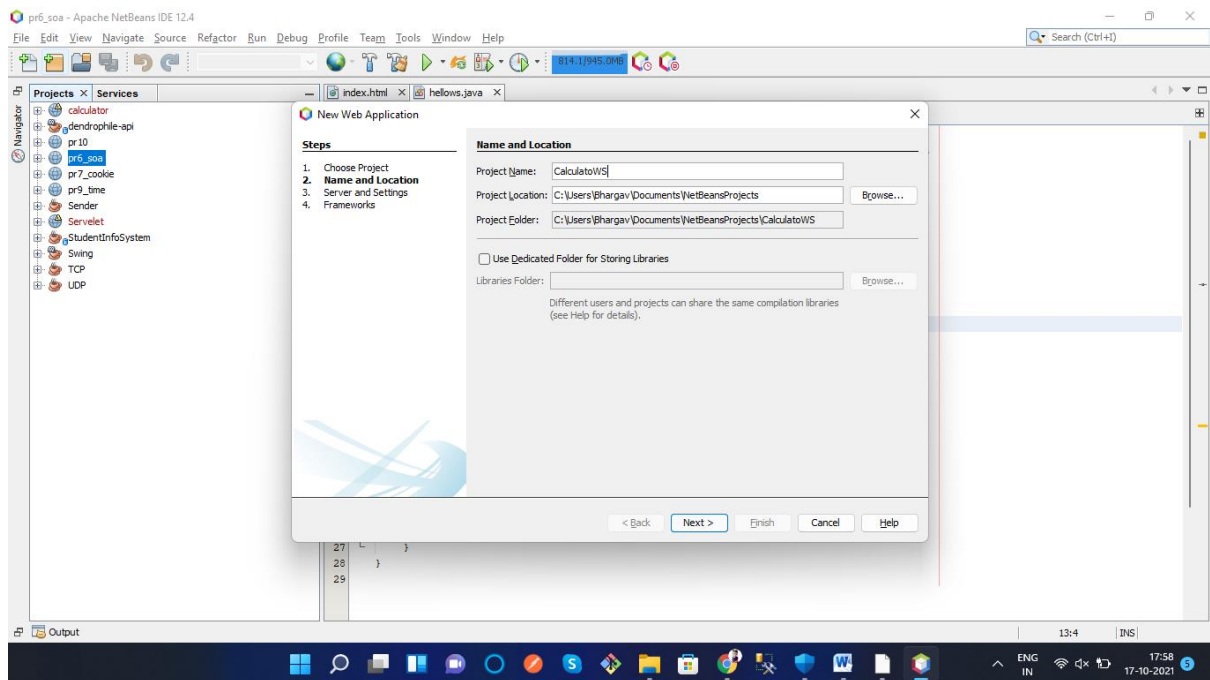 pr6_soa - Apache NetBeans IDE 12.4
File Edit View Navigate Source Refactor Run Debug Profile Team Tools Window Help
Search (Ctrl+I)
814.1/945.0MB
Projects Services
index.html hellows.java
Navigator
calculator
dendrophile-api
pr10
pr6_soa
pr7_cookie
pr9_time
Sender
Servelet
StudentInfoSystem
Swing
TCP
UDP
New Web Application
Steps
1. Choose Project
2. Name and Location
3. Server and Settings
4. Frameworks
Name and Location
Project Name: CalculatoWS
Project Location: C:\Users\Bhargav\Documents\NetBeansProjects Browse...
Project Folder: C:\Users\Bhargav\Documents\NetBeansProjects\CalculatoWS
Use Dedicated Folder for Storing Libraries
Libraries Folder: Browse...
Different users and projects can share the same compilation libraries
(see Help for details).
< Back Next > Finish Cancel Help
27 }
28 }
29
Output
13:4 INS
ENG
IN
17:58
17-10-2021
5